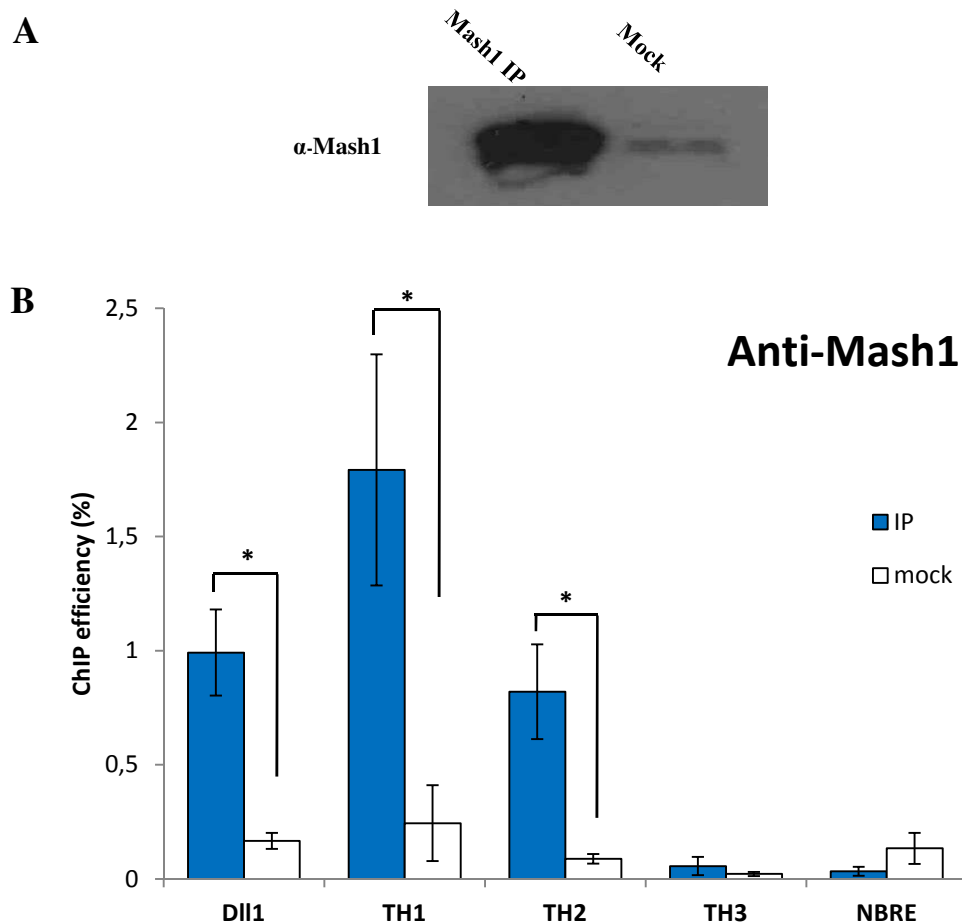 A
Mash1 IP
Mock
α-Mash1
B
Anti-Mash1
ChIP efficiency (%)
2,5
2
1,5
1
0,5
0
*
*
*
IP
mock
Dll1
TH1
TH2
TH3
NBRE